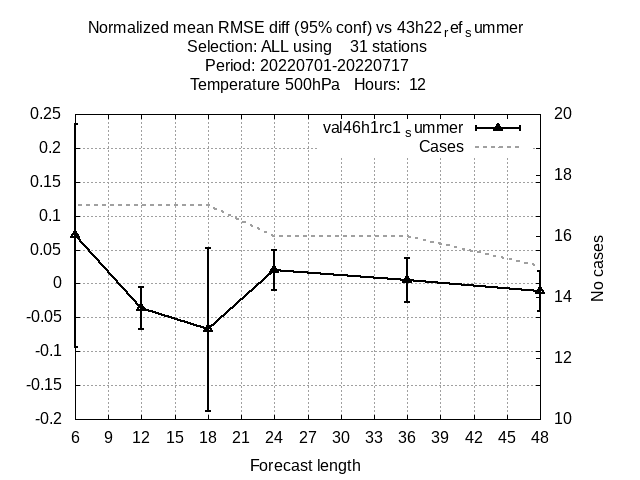 Normalized mean RMSE diff (95% conf) vs 43h22refsummer
Selection: ALL using 31 stations
Period: 20220701-20220717
Temperature 500hPa Hours: 12
val46h1rc1summer
Cases
0.25
0.2
0.15
0.1
0.05
0
-0.05
-0.1
-0.15
-0.2
20
18
16
14
12
10
No cases
6 9 12 15 18 21 24 27 30 33 36 39 42 45 48
Forecast length